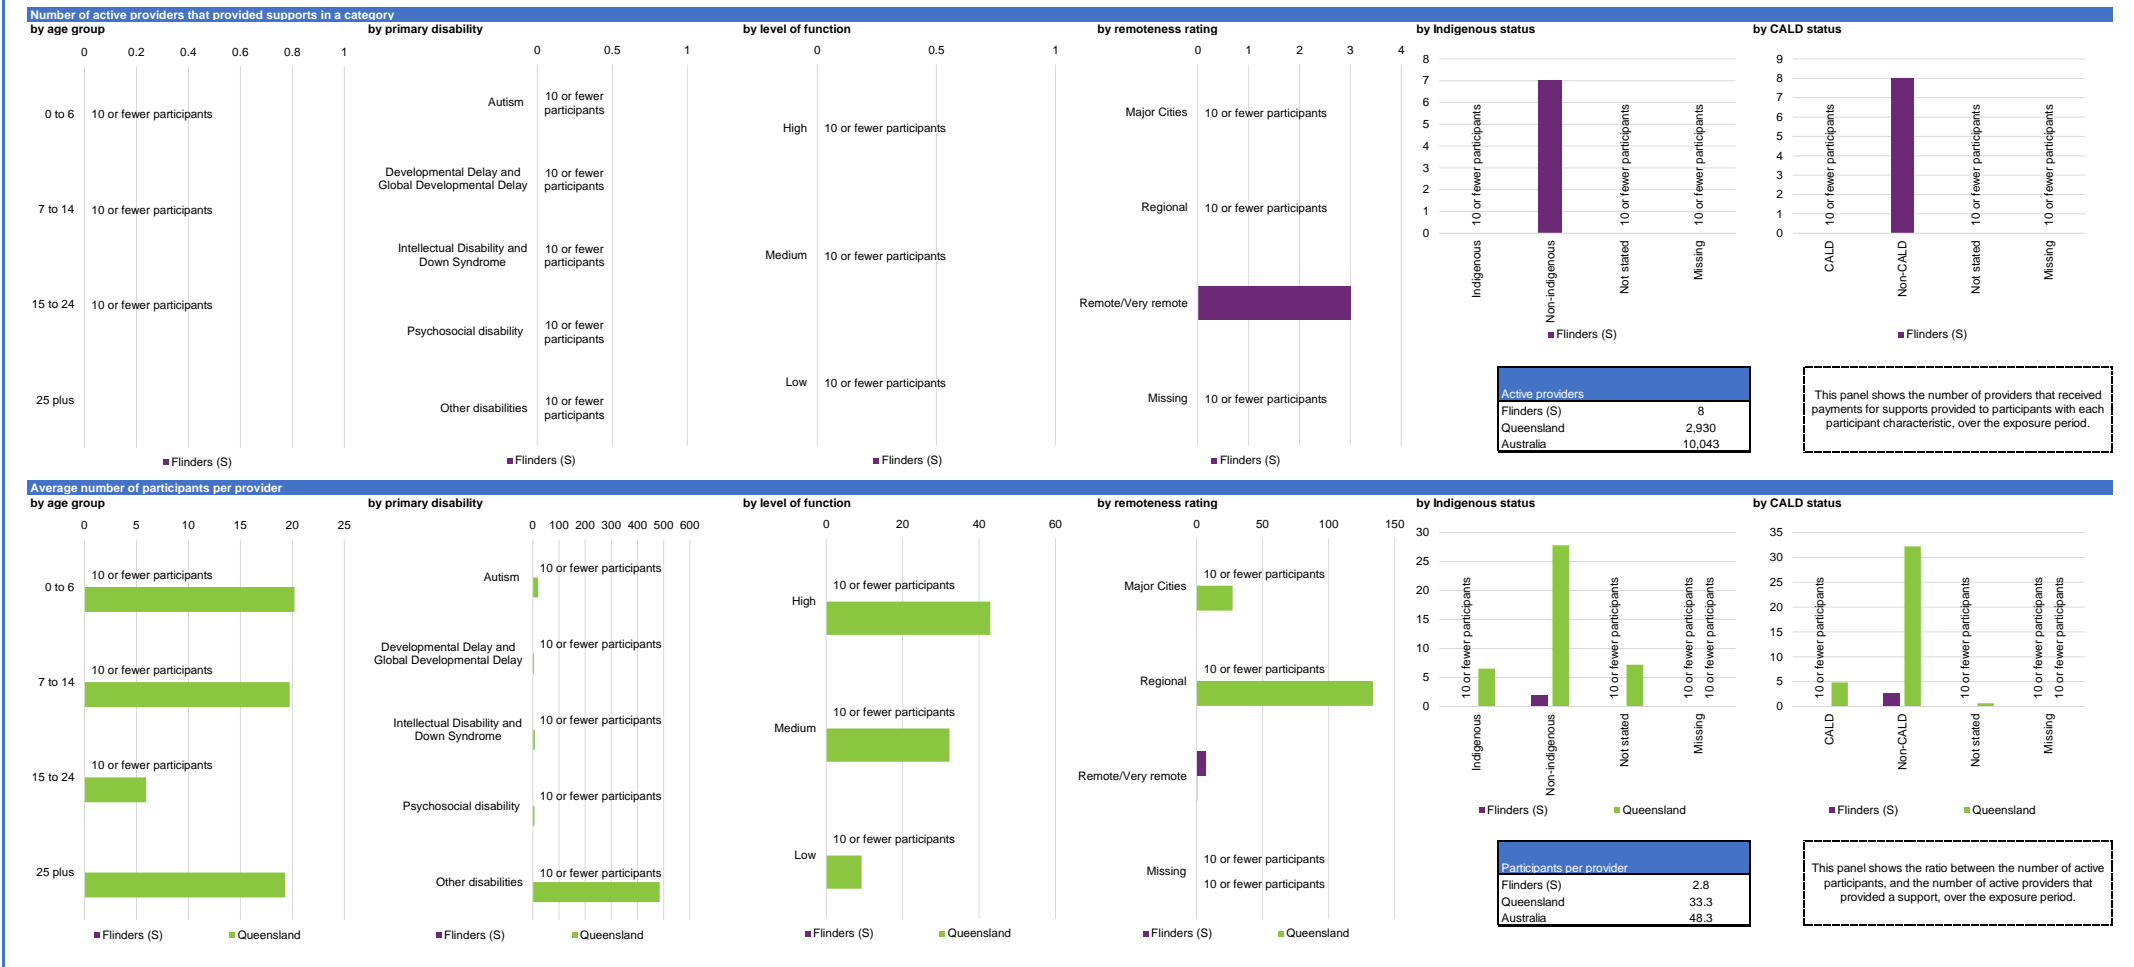 Number of active providers that provided supports in a category
by age group
0 0.2 0.4 0.6 0.8 1
0 to 6 10 or fewer participants
7 to 14 10 or fewer participants
15 to 24 10 or fewer participants
25 plus
Flinders (S)
by primary disability
0 0.5 1
Autism
10 or fewer
participants
Developmental Delay and
Global Developmental Delay
10 or fewer
participants
Intellectual Disability and
Down Syndrome
10 or fewer
participants
Psychosocial disability
10 or fewer
participants
Other disabilities
10 or fewer
participants
Flinders (S)
by level of function
0 0.5 1
High 10 or fewer participants
Medium 10 or fewer participants
Low 10 or fewer participants
Flinders (S)
by remoteness rating
0 1 2 3 4
Major Cities 10 or fewer participants
Regional 10 or fewer participants
Remote/Very remote
Missing 10 or fewer participants
Flinders (S)
by Indigenous status
8
7
6
5
4
3
2
1
0
10 or fewer participants
10 or fewer participants
10 or fewer participants
Indigenous
Non-indigenous
Not stated
Missing
Flinders (S)
by CALD status
9
8
7
6
5
4
3
2
1
0
10 or fewer participants
10 or fewer participants
10 or fewer participants
CALD
Non-CALD
Not stated
Missing
Flinders (S)
Active providers
Flinders (S) 8
Queensland 2,930
Australia 10,043
This panel shows the number of providers that received
payments for supports provided to participants with each
participant characteristic, over the exposure period.
Average number of participants per provider
by age group
0 5 10 15 20 25
10 or fewer participants
0 to 6
10 or fewer participants
7 to 14
10 or fewer participants
15 to 24
25 plus
Flinders (S) Queensland
by primary disability
0 100 200 300 400 500 600
10 or fewer participants
Autism
10 or fewer participants
Developmental Delay and
Global Developmental Delay
10 or fewer participants
Intellectual Disability and
Down Syndrome
10 or fewer participants
Psychosocial disability
10 or fewer participants
Other disabilities
Flinders (S) Queensland
by level of function
0 20 40 60
10 or fewer participants
High
10 or fewer participants
Medium
10 or fewer participants
Low
Flinders (S) Queensland
by remoteness rating
0 50 100 150
10 or fewer participants
Major Cities
10 or fewer participants
Regional
Remote/Very remote
10 or fewer participants
Missing
10 or fewer participants
Flinders (S) Queensland
by Indigenous status
30
25
20
15
10
5
0
10 or fewer participants
10 or fewer participants
10 or fewer participants
10 or fewer participants
Indigenous
Non-indigenous
Not stated
Missing
Flinders (S) Queensland
by CALD status
35
30
25
20
15
10
5
0
10 or fewer participants
10 or fewer participants
10 or fewer participants
10 or fewer participants
CALD
Non-CALD
Not stated
Missing
Flinders (S) Queensland
Participants per provider
Flinders (S) 2.8
Queensland 33.3
Australia 48.3
This panel shows the ratio between the number of active
participants, and the number of active providers that
provided a support, over the exposure period.